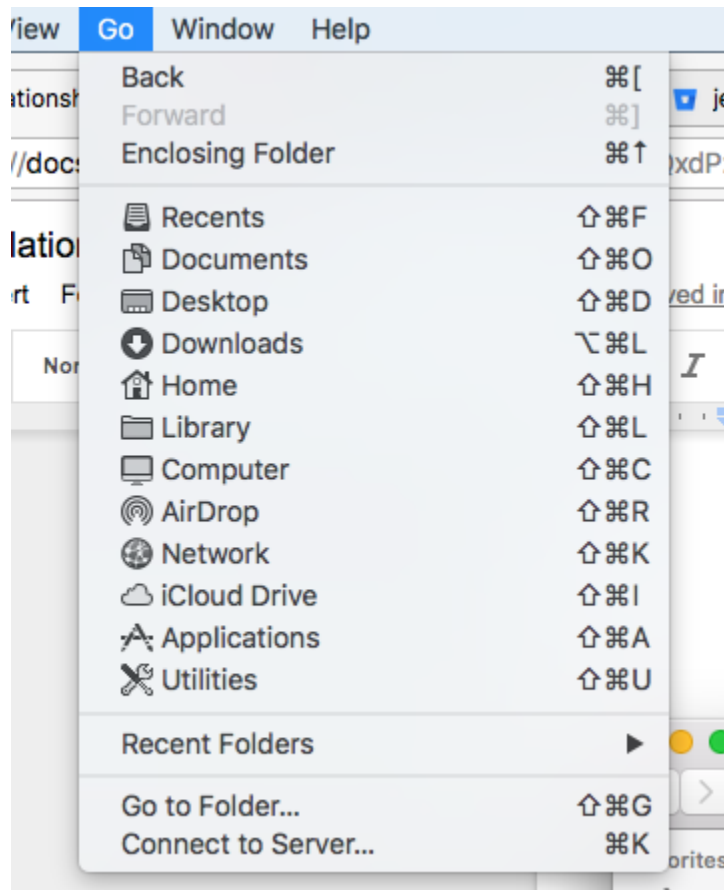 View Go Window Help
Back ⌘[
Forward ⌘]
Enclosing Folder ⌘↑
Recents ⇧⌘F
Documents ⇧⌘O
Desktop ⇧⌘D
Downloads ⌥⌘L
Home ⇧⌘H
Library ⇧⌘L
Computer ⇧⌘C
AirDrop ⇧⌘R
Network ⇧⌘K
iCloud Drive ⇧⌘I
Applications ⇧⌘A
Utilities ⇧⌘U
Recent Folders ▶
Go to Folder... ⇧⌘G
Connect to Server... ⌘K